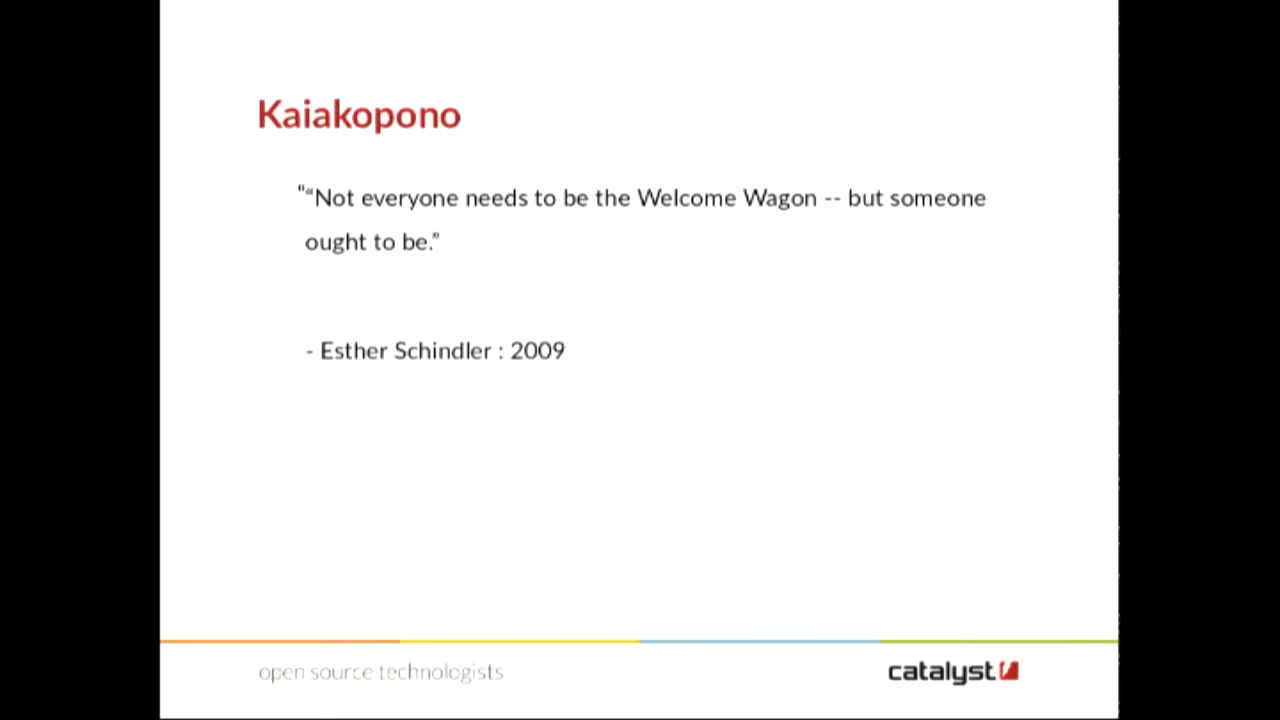 Kaiakopono
"“Not everyone needs to be the Welcome Wagon -- but someone
ought to be.”
- Esther Schindler : 2009
open source technologists
catalyst